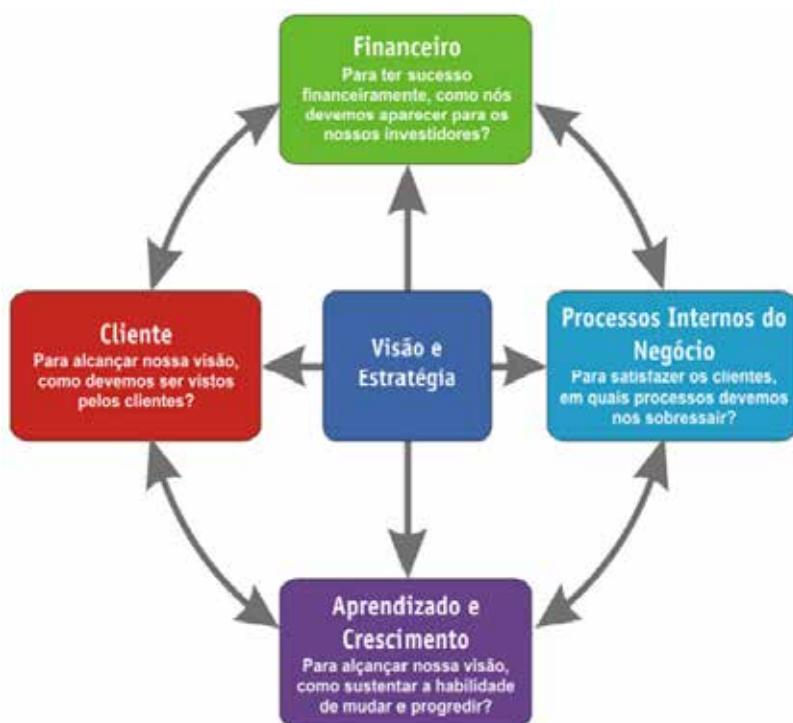 Financeiro
Para ter sucesso
financeiramente, como nós
devemos aparecer para os
nossos investidores?
Cliente
Para alcançar nossa visão,
como devemos ser vistos
pelos clientes?
Visão e
Estratégia
Processos Internos do
Negócio
Para satisfazer os clientes,
em quais processos devemos
nos sobressair?
Aprendizado e
Crescimento
Para alçançar nossa visão,
como sustentar a habilidade
de mudar e progredir?